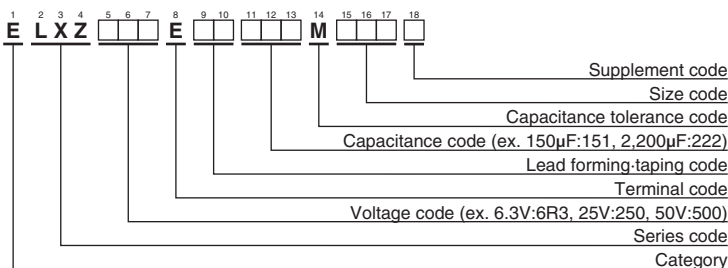 1 2 3 4 5 6 7 8 9 10 11 12 13 14 15 16 17 18
E L X Z E M
Supplement code
Size code
Capacitance tolerance code
Capacitance code (ex. 150μF:151, 2,200μF:222)
Lead forming·taping code
Terminal code
Voltage code (ex. 6.3V:6R3, 25V:250, 50V:500)
Series code
Category